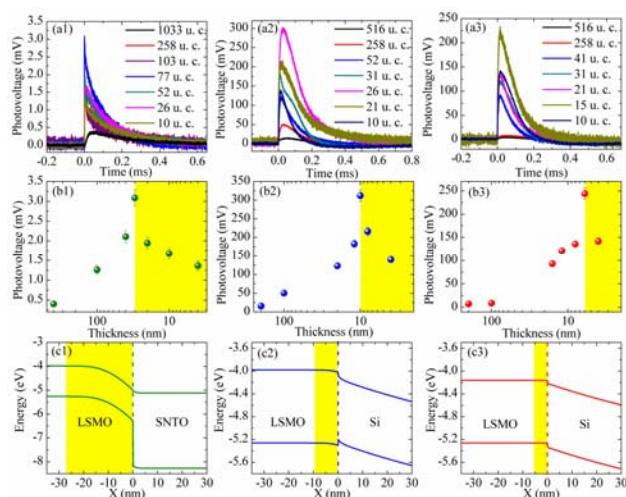 (a1)
1033 u. c.
258 u. c.
103 u. c.
77 u. c.
52 u. c.
26 u. c.
10 u. c.
Photovoltage (mV)
3.5
3.0
2.5
2.0
1.5
1.0
0.5
0.0
0.0 0.2 0.4 0.6
Time (ms)
(a2)
516 u. c.
258 u. c.
52 u. c.
31 u. c.
26 u. c.
21 u. c.
10 u. c.
Photovoltage (mV)
350
300
250
200
150
100
50
0
0.0 0.2 0.4 0.6 0.8
Time (ms)
(a3)
516 u. c.
258 u. c.
41 u. c.
31 u. c.
21 u. c.
15 u. c.
10 u. c.
Photovoltage (mV)
250
200
150
100
50
0
0.0 0.2 0.4 0.6
Time (ms)
(b1)
Photovoltage (mV)
3.5
3.0
2.5
2.0
1.5
1.0
0.5
100 10
Thickness (nm)
(b2)
Photovoltage (mV)
350
300
250
200
150
100
50
0
100 10
Thickness (nm)
(b3)
Photovoltage (mV)
250
200
150
100
50
0
100 10
Thickness (nm)
(c1)
Energy (eV)
-3
-4
-5
-6
-7
-8
LSMO
SNTO
-30 -20 -10 0 10 20 30
X (nm)
(c2)
Energy (eV)
-3.6
-4.0
-4.4
-4.8
-5.2
-5.6
LSMO
Si
-30 -20 -10 0 10 20 30
X (nm)
(c3)
Energy (eV)
-3.6
-4.0
-4.4
-4.8
-5.2
-5.6
LSMO
Si
-30 -20 -10 0 10 20 30
X (nm)